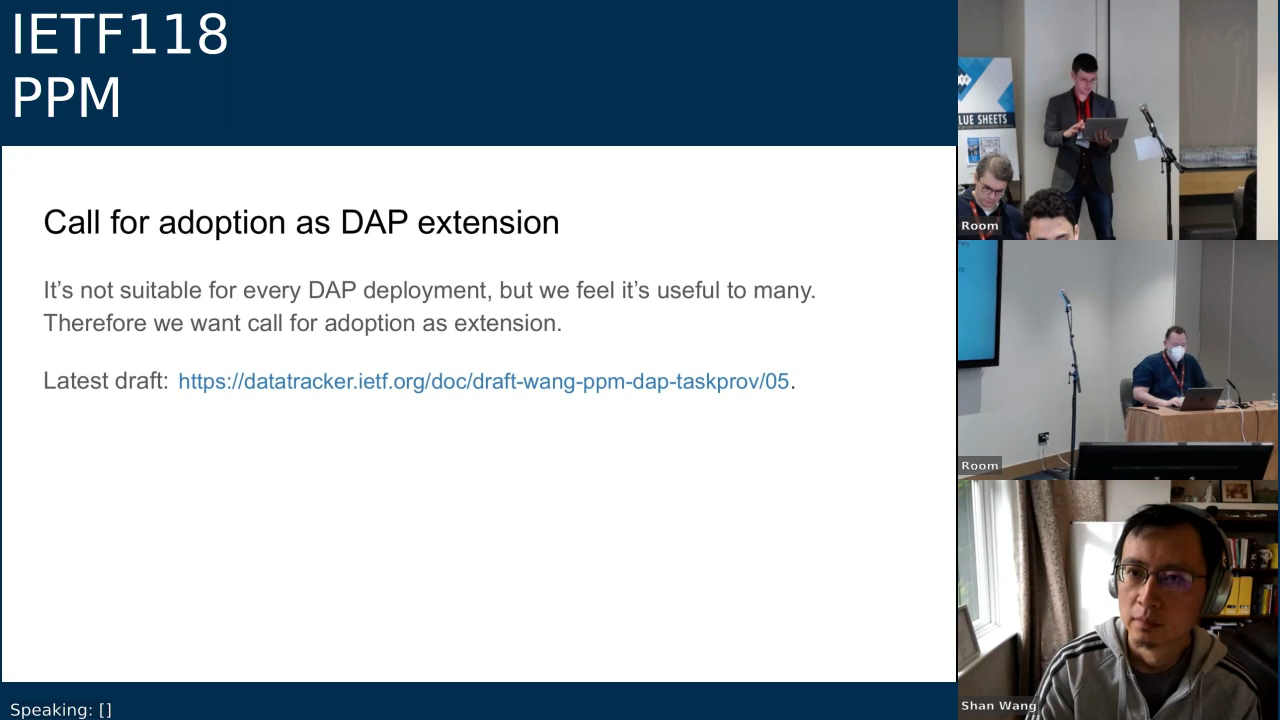 IETF118
PPM
Call for adoption as DAP extension
It's not suitable for every DAP deployment, but we feel it's useful to many.
Therefore we want call for adoption as extension.
Latest draft: https://datatracker.ietf.org/doc/draft-wang-ppm-dap-taskprov/05.
Speaking: []
LUE SHEETS
Room
Room
Shan Wang